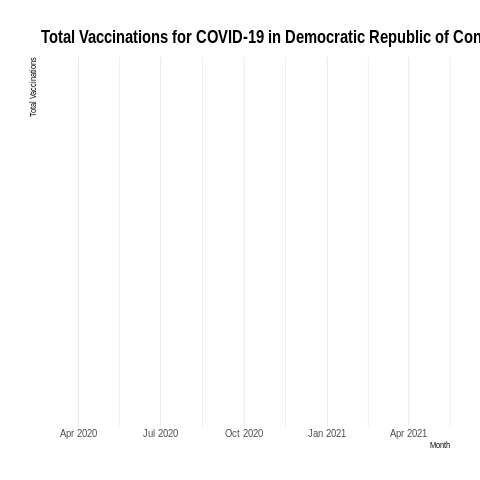 Total Vaccinations for COVID-19 in Democratic Republic of Con
Total Vaccinations
Apr 2020
Jul 2020
Oct 2020
Jan 2021
Apr 2021
Month